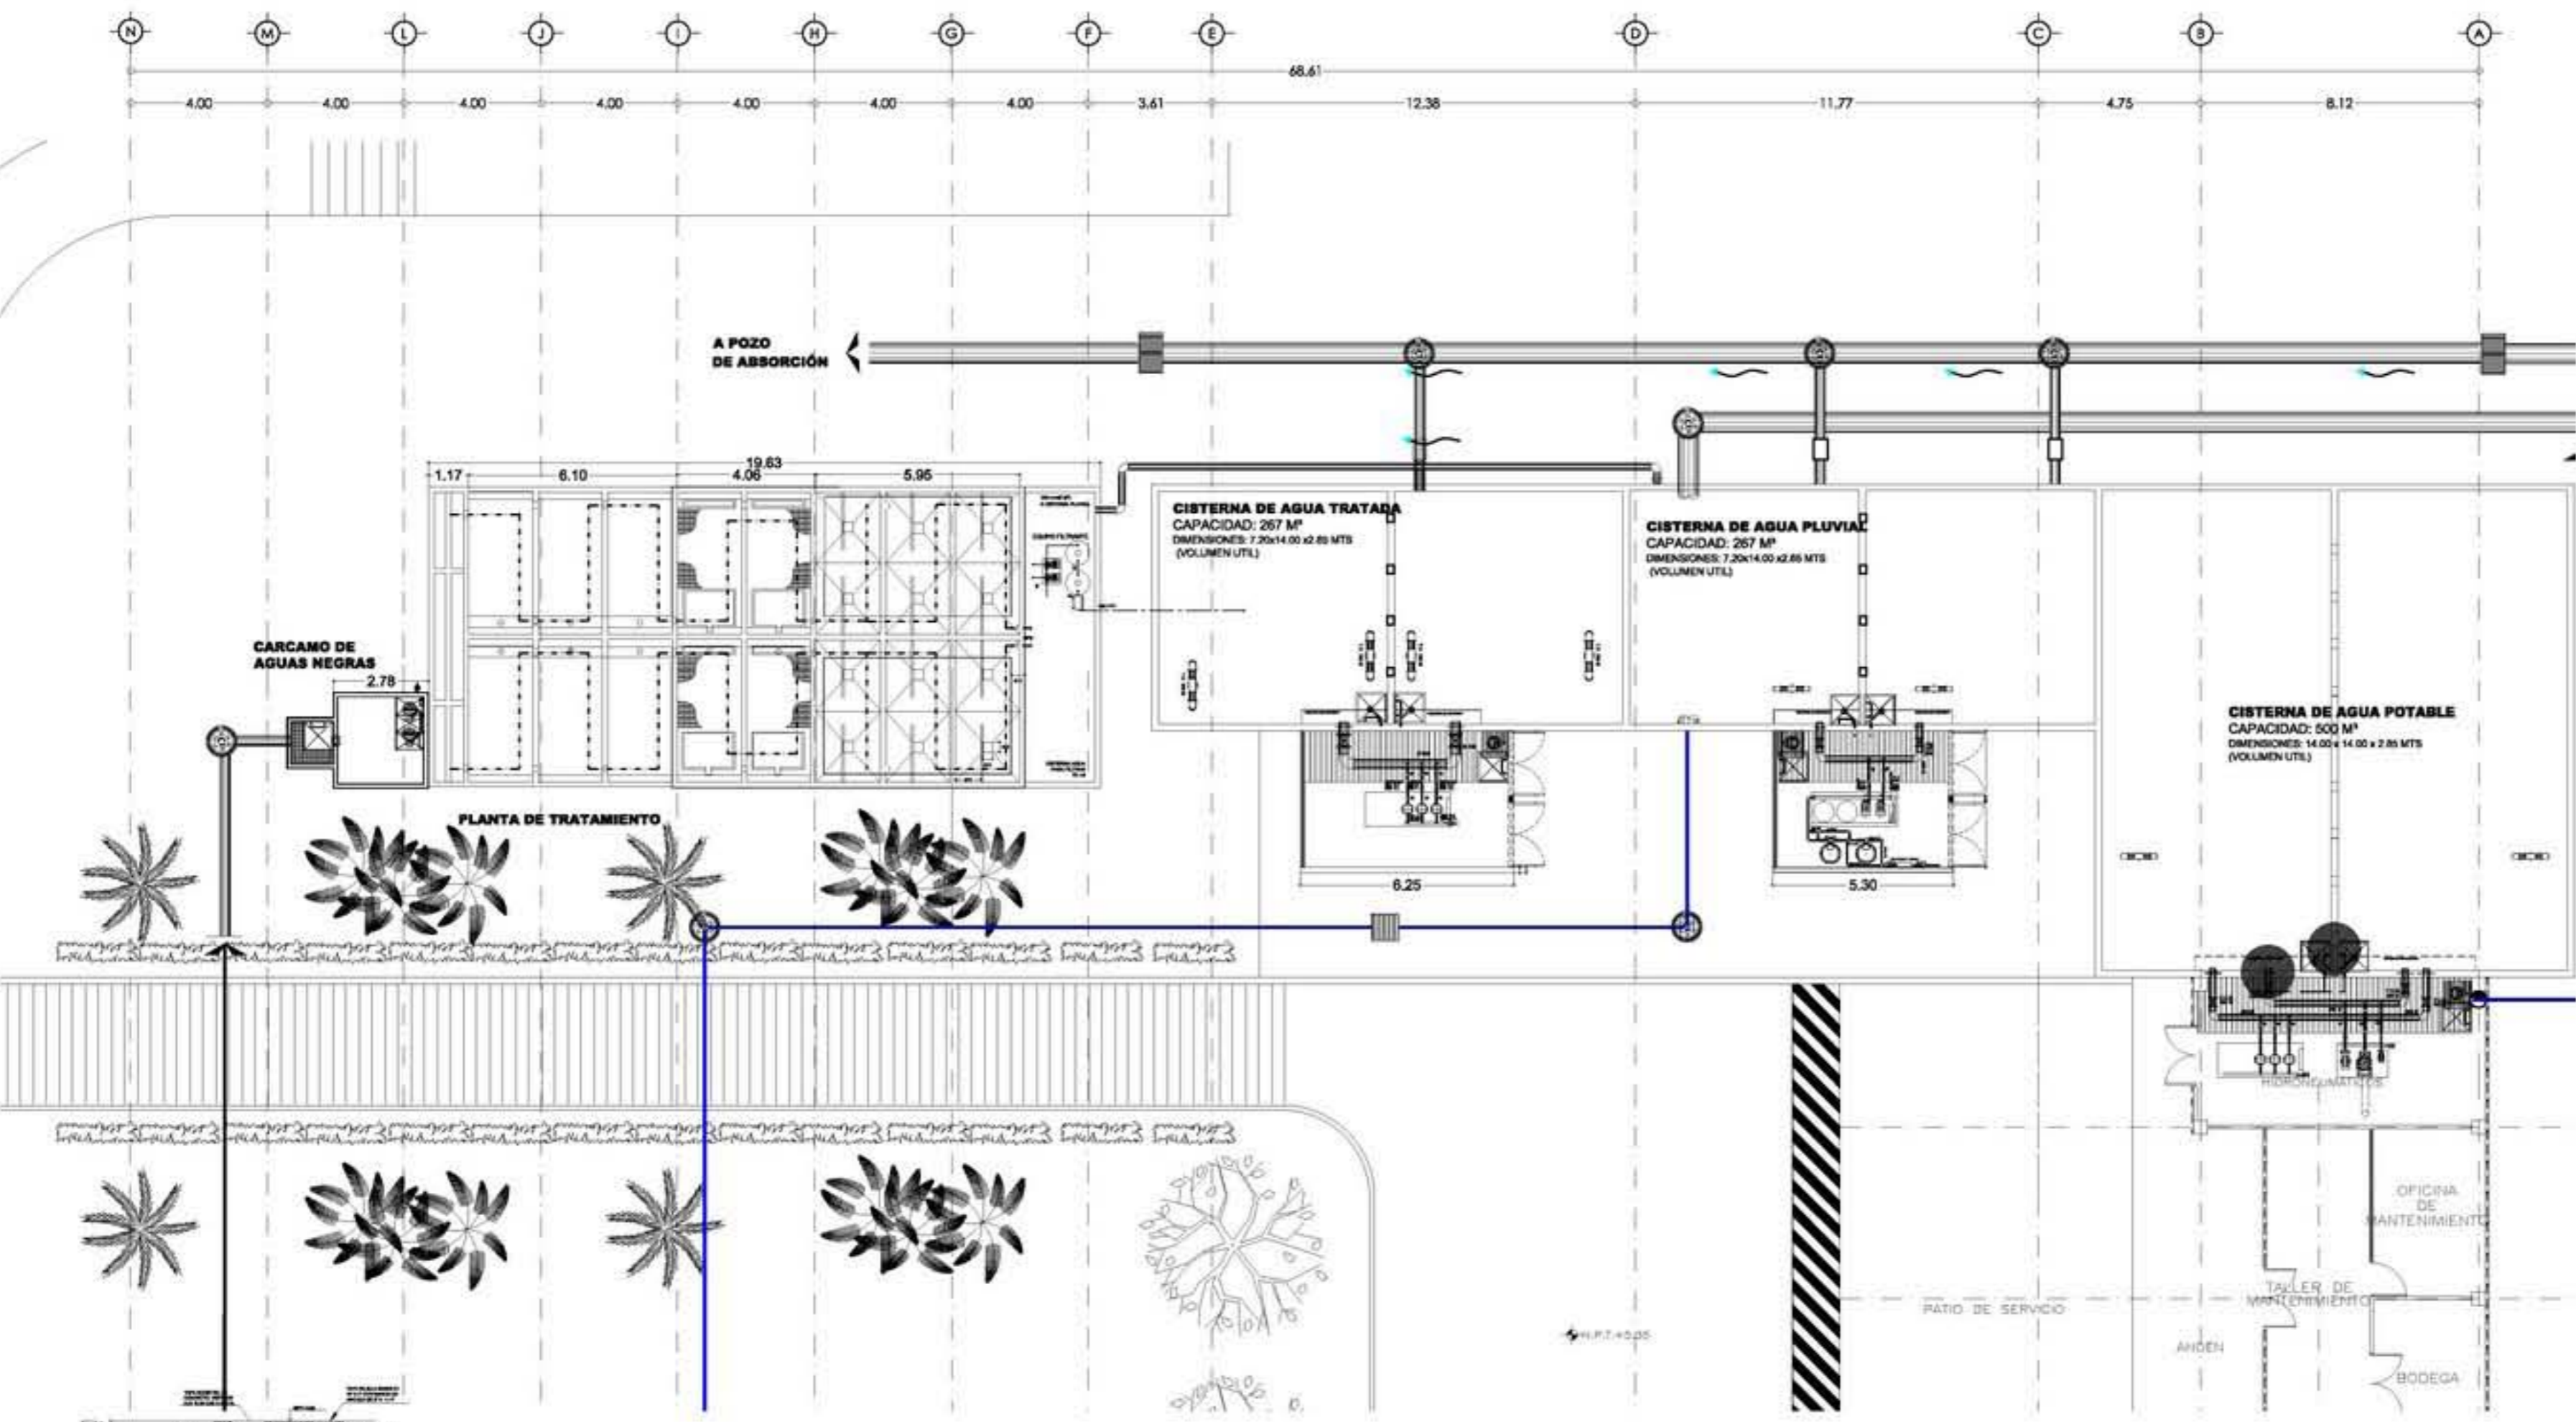 N M L J I H G F E D C B A
68.61
4.00 4.00 4.00 4.00 4.00 4.00 4.00 3.61 12.38 11.77 4.75 8.12
A POZO
DE ABSORCIÓN
19.63
1.17 6.10 4.06 5.95
CISTERNA DE AGUA TRATADA
CAPACIDAD: 267 M³
DIMENSIONES: 7.20x14.00 x2.65 MTS
(VOLUMEN UTIL)
CISTERNA DE AGUA PLUVIAL
CAPACIDAD: 267 M³
DIMENSIONES: 7.20x14.00 x2.65 MTS
(VOLUMEN UTIL)
EQUIPO FILTRANTE
CARCAMO DE
AGUAS NEGRAS
2.78
CISTERNA DE AGUA POTABLE
CAPACIDAD: 500 M³
DIMENSIONES: 14.00 x 14.00 x 2.65 MTS
(VOLUMEN UTIL)
PLANTA DE TRATAMIENTO
6.25
5.30
HIDRONEUMATICOS
OFICINA
DE
MANTENIMIENTO
TALLER DE
MANTENIMIENTO
PATIO DE SERVICIO
ANDEN
BODEGA